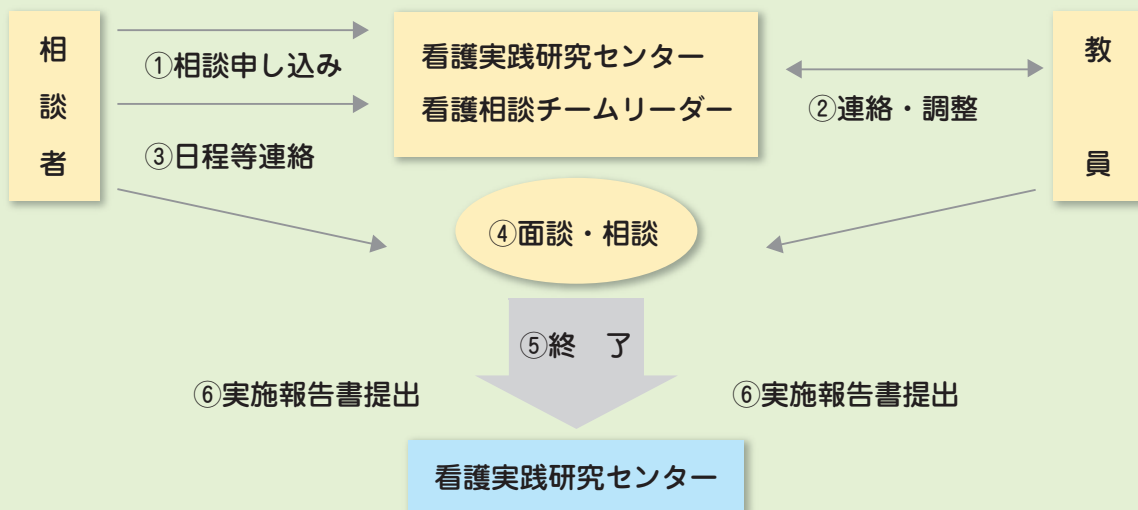 相談者
①相談申し込み
③日程等連絡
看護実践研究センター
看護相談チームリーダー
②連絡・調整
教員
④面談・相談
⑤終　了
⑥実施報告書提出
⑥実施報告書提出
看護実践研究センター